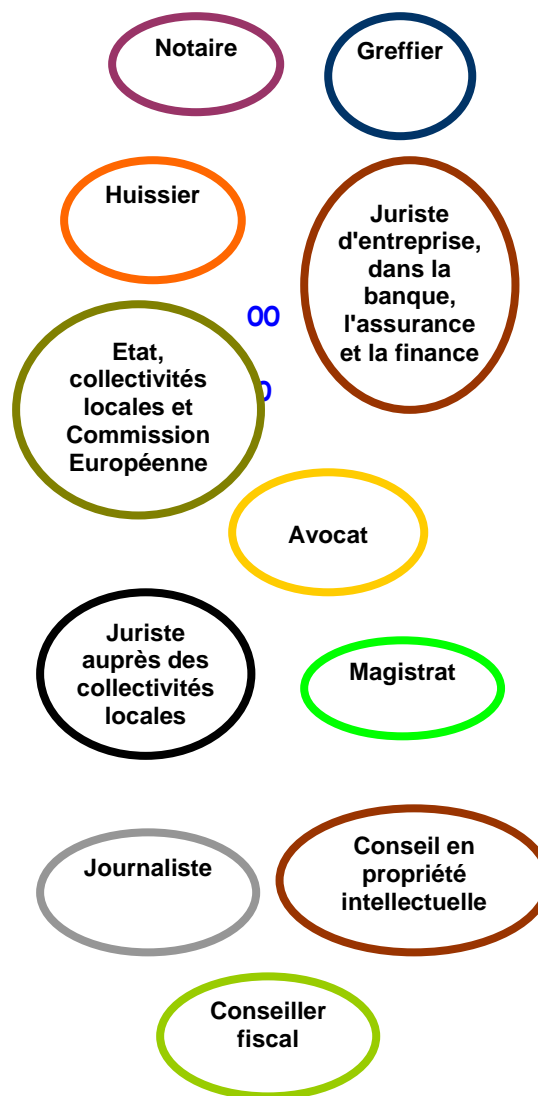 Notaire
Greffier
Huissier
Juriste
d'entreprise,
dans la
banque,
l'assurance
et la finance
00
Etat,
collectivités
locales et
Commission
Européenne
Avocat
Juriste
auprès des
collectivités
locales
Magistrat
Journaliste
Conseil en
propriété
intellectuelle
Conseiller
fiscal